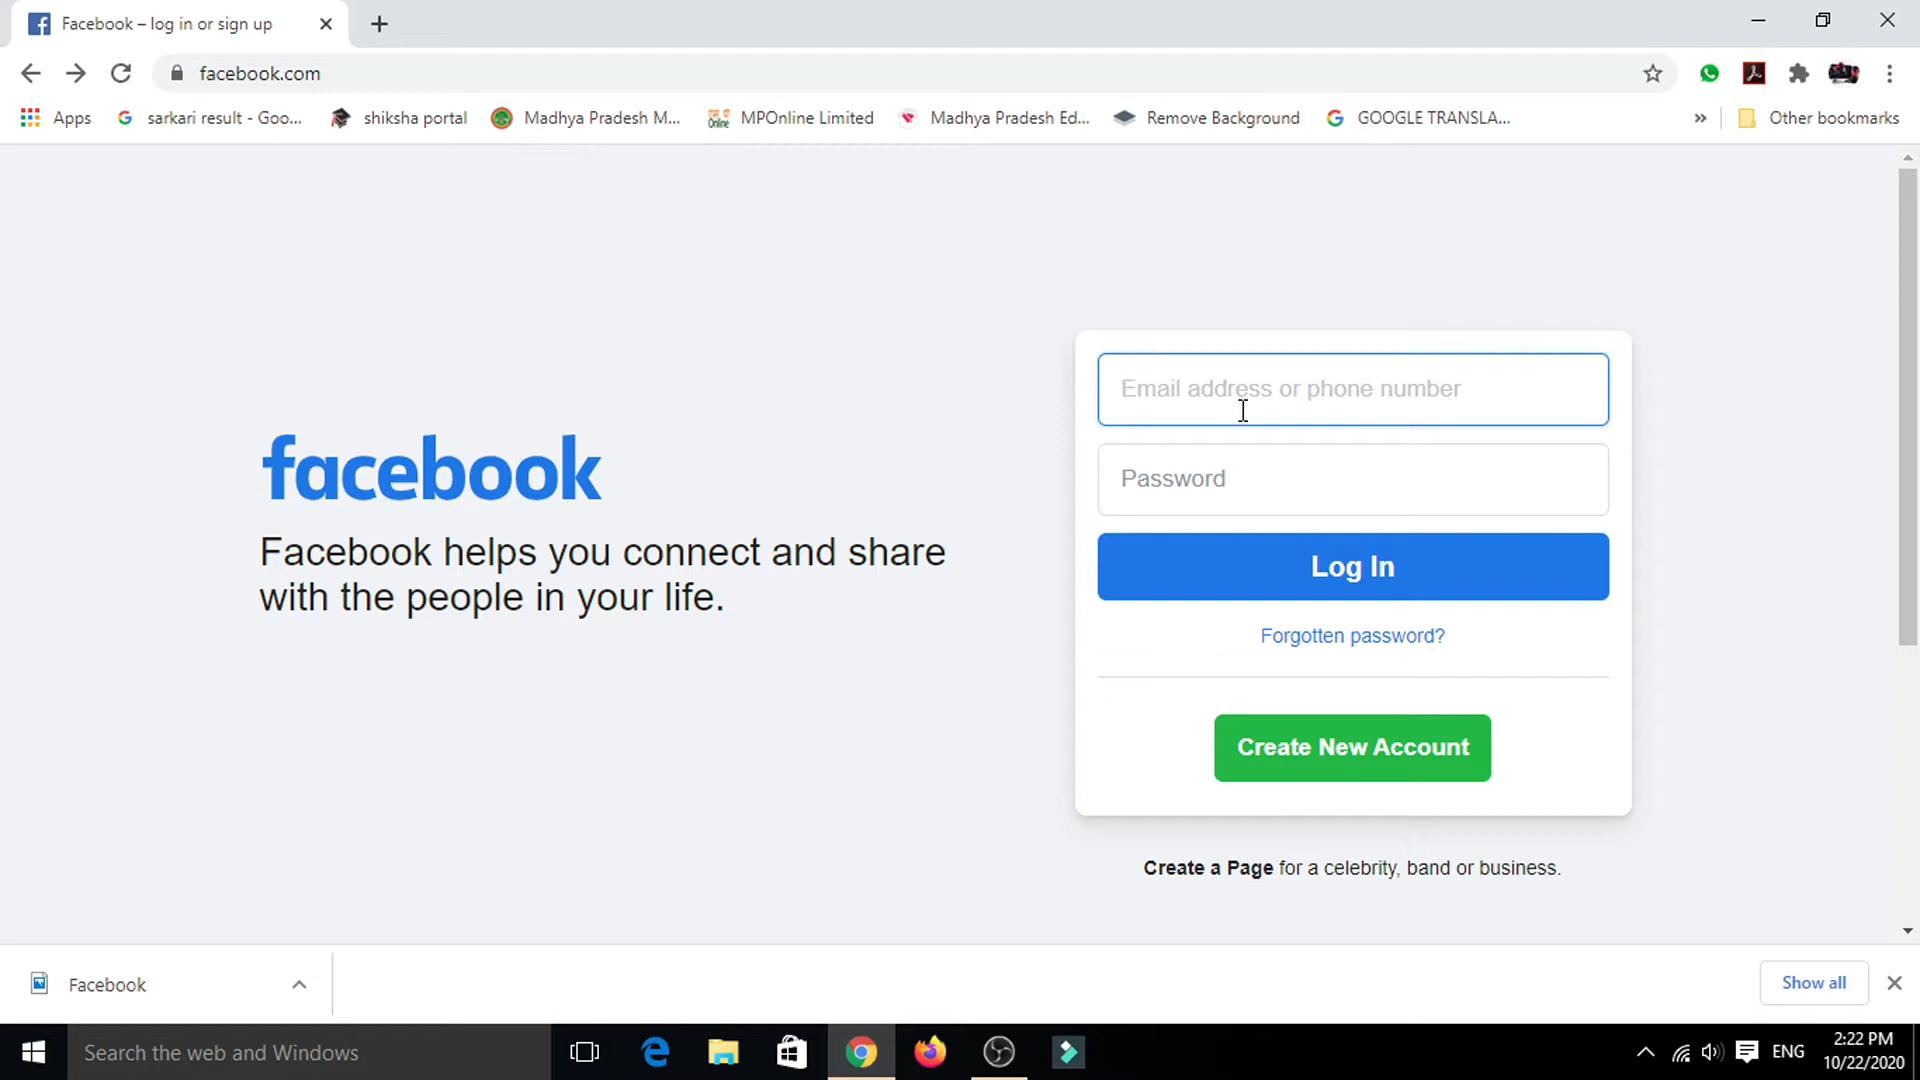 Facebook – log in or sign up
facebook.com
Apps
sarkari result - Goo...
shiksha portal
Madhya Pradesh M...
MPOnline Limited
Madhya Pradesh Ed...
Remove Background
GOOGLE TRANSLA...
»
Other bookmarks
Email address or phone number
Password
Log In
Forgotten password?
Create New Account
Create a Page for a celebrity, band or business.
facebook
Facebook helps you connect and share
with the people in your life.
Facebook
Show all
Search the web and Windows
ENG
2:22 PM
10/22/2020